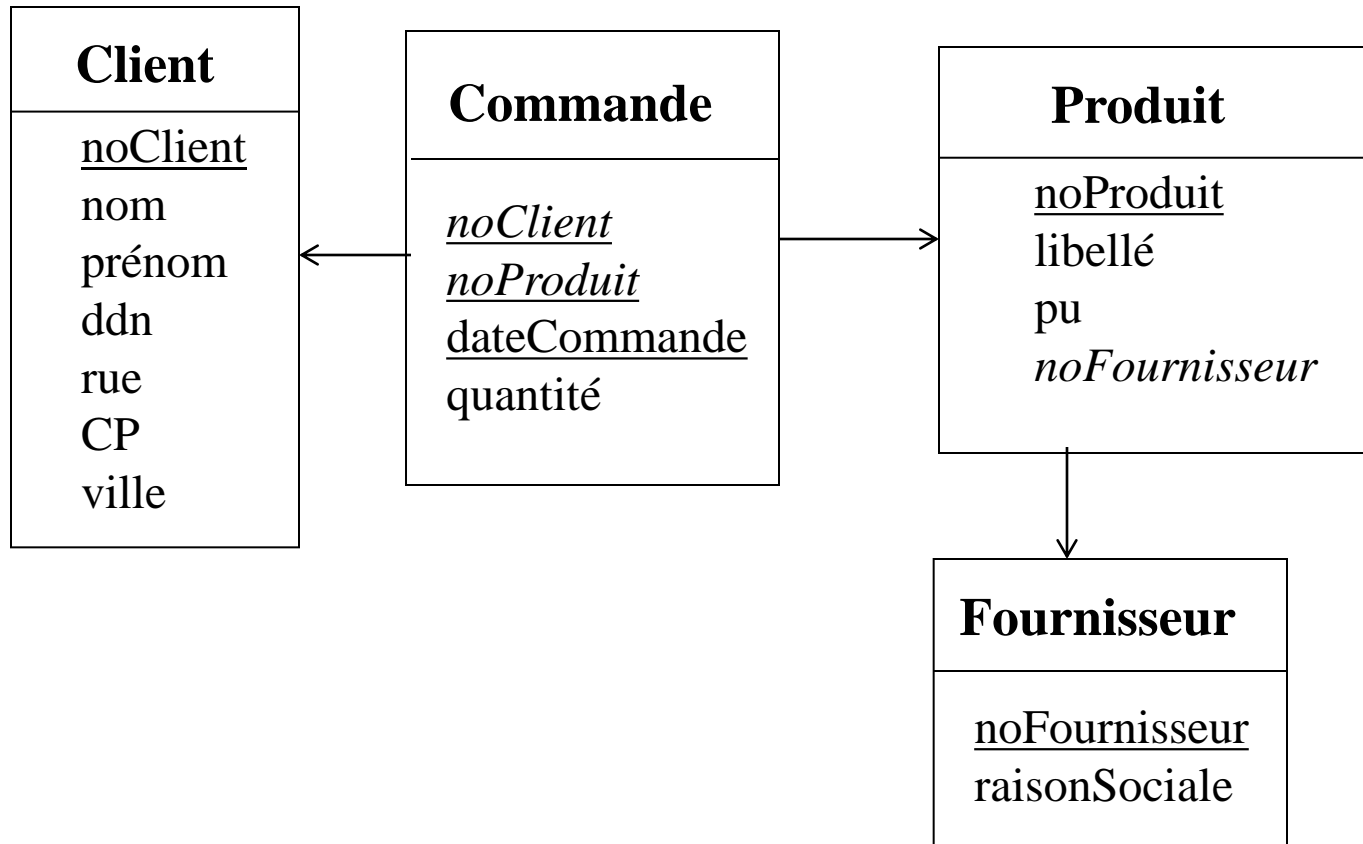 Client
noClient
nom
prénom
ddn
rue
CP
ville
Commande
noClient
noProduit
dateCommande
quantité
Produit
noProduit
libellé
pu
noFournisseur
Fournisseur
noFournisseur
raisonSociale